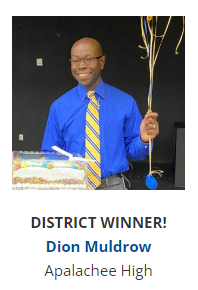 DISTRICT WINNER!
Dion Muldrow
Apalachee High